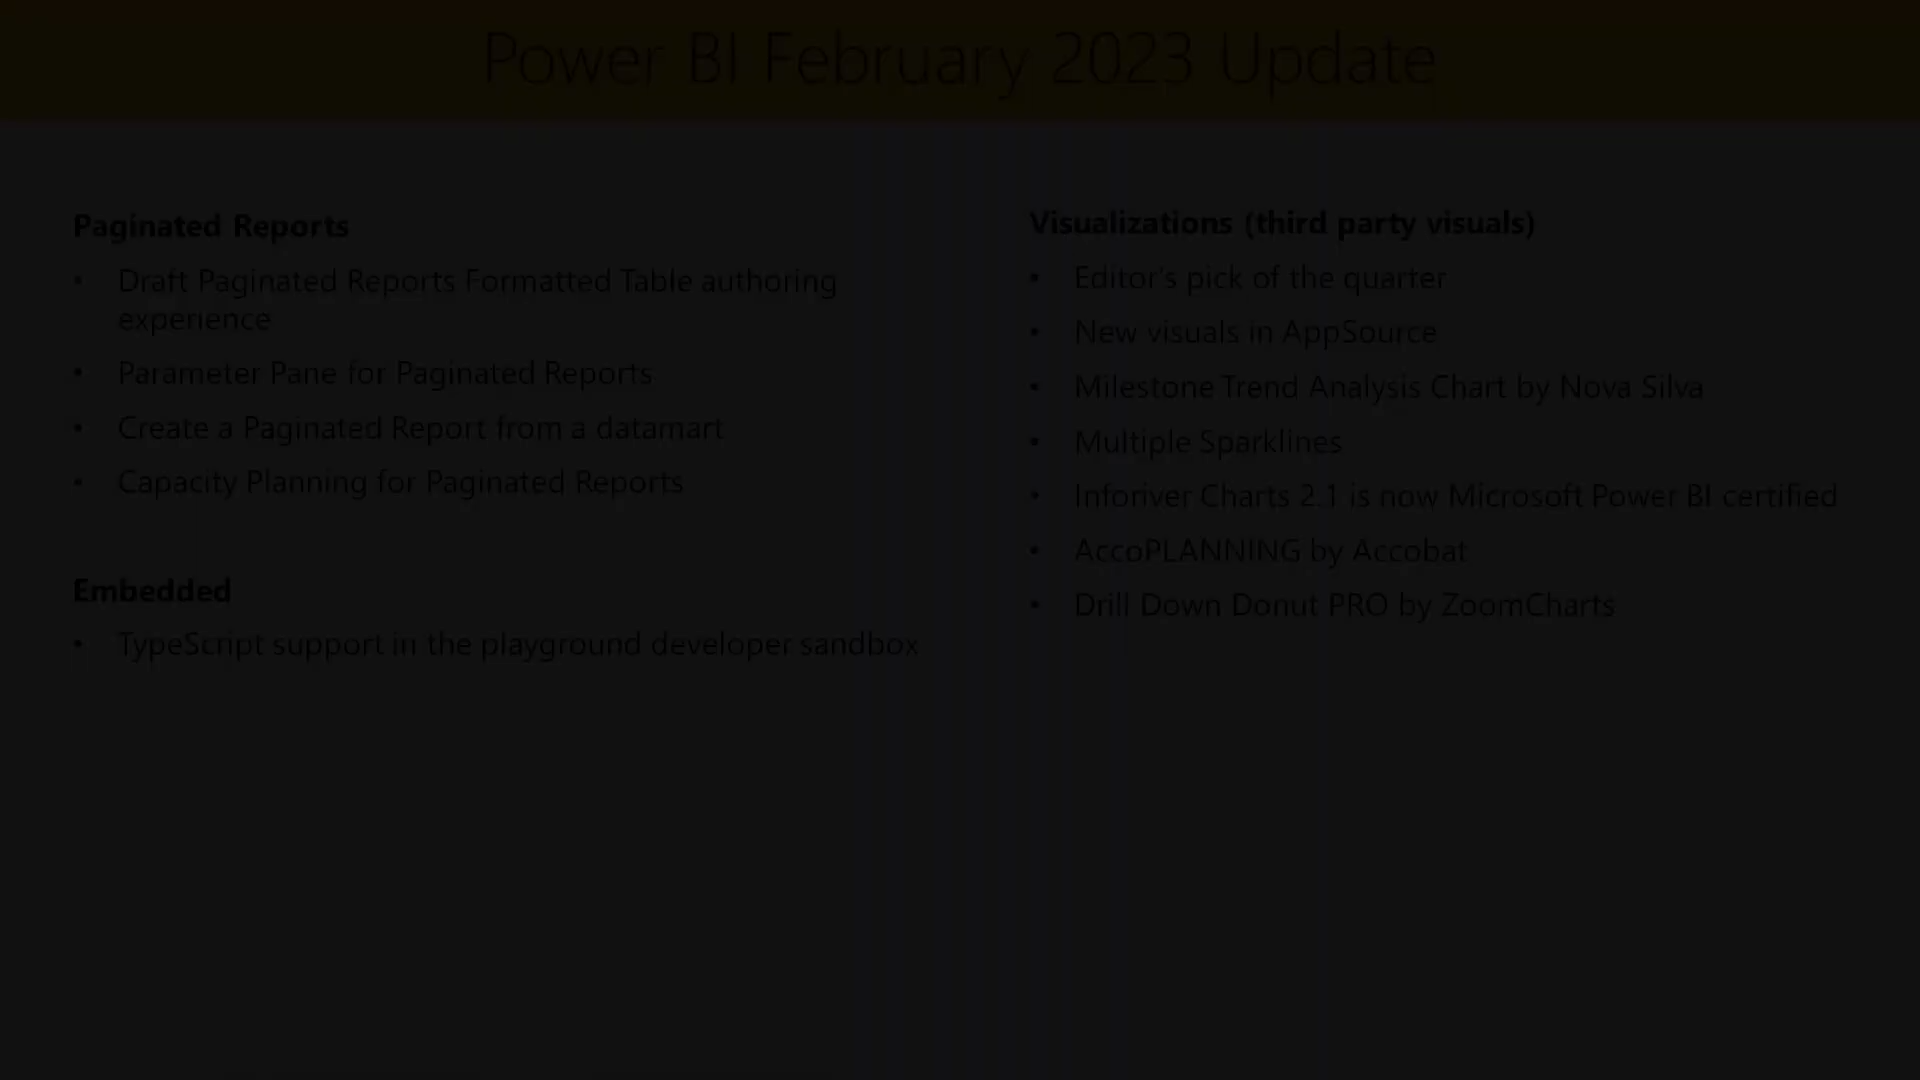 Power BI February 2023 Update
Paginated Reports
• Draft Paginated Reports Formatted Table authoring
experience
• Parameter Pane for Paginated Reports
• Create a Paginated Report from a datamart
• Capacity Planning for Paginated Reports
Embedded
• TypeScript support in the playground developer sandbox
Visualizations (third party visuals)
• Editor's pick of the quarter
• New visuals in AppSource
• Milestone Trend Analysis Chart by Nova Silva
• Multiple Sparklines
• Inforiver Charts 2.1 is now Microsoft Power BI certified
• AccoPLANNING by Accobat
• Drill Down Donut PRO by ZoomCharts